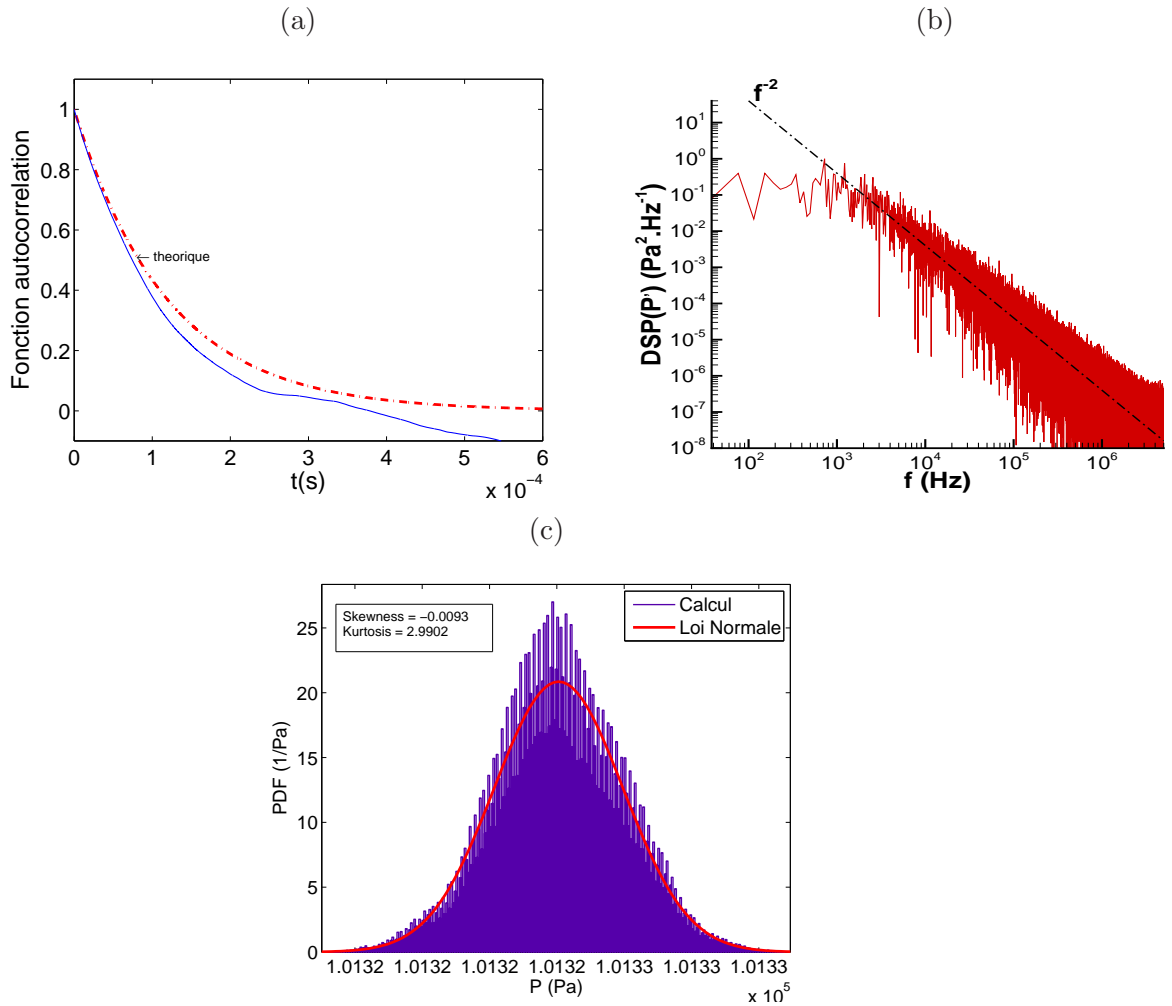 (a)
Fonction autocorrelation
1
0.8
0.6
0.4
0.2
0
theorique
0 1 2 3 4 5 6
t(s)
x 10^-4
(b)
DSP(P') (Pa^2.Hz^-1)
f^-2
10^1
10^0
10^-1
10^-2
10^-3
10^-4
10^-5
10^-6
10^-7
10^-8
10^2 10^3 10^4 10^5 10^6
f (Hz)
(c)
PDF (1/Pa)
25
20
15
10
5
0
Skewness = −0.0093
Kurtosis = 2.9902
Calcul
Loi Normale
1.0132 1.0132 1.0132 1.0132 1.0133 1.0133 1.0133
P (Pa)
x 10^5